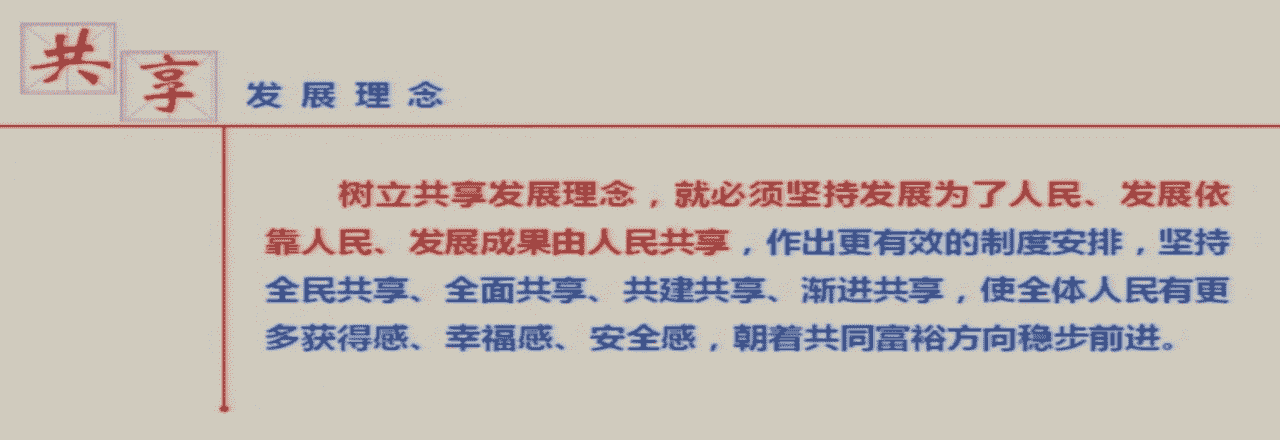 共享 发展理念
树立共享发展理念，就必须坚持发展为了人民、发展依
靠人民、发展成果由人民共享，作出更有效的制度安排，坚持
全民共享、全面共享、共建共享、渐进共享，使全体人民有更
多获得感、幸福感、安全感，朝着共同富裕方向稳步前进。